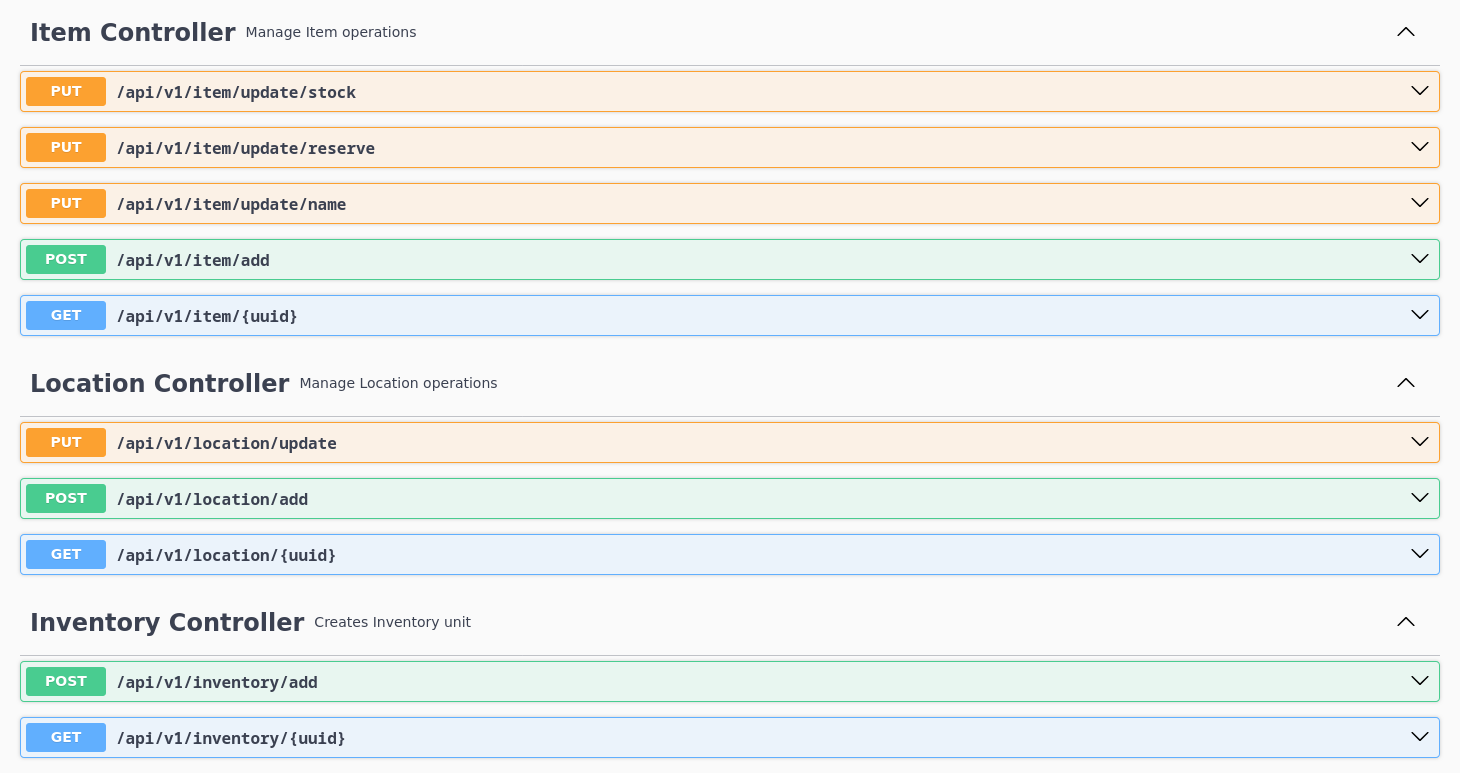 Item Controller Manage Item operations
PUT /api/v1/item/update/stock
PUT /api/v1/item/update/reserve
PUT /api/v1/item/update/name
POST /api/v1/item/add
GET /api/v1/item/{uuid}
Location Controller Manage Location operations
PUT /api/v1/location/update
POST /api/v1/location/add
GET /api/v1/location/{uuid}
Inventory Controller Creates Inventory unit
POST /api/v1/inventory/add
GET /api/v1/inventory/{uuid}